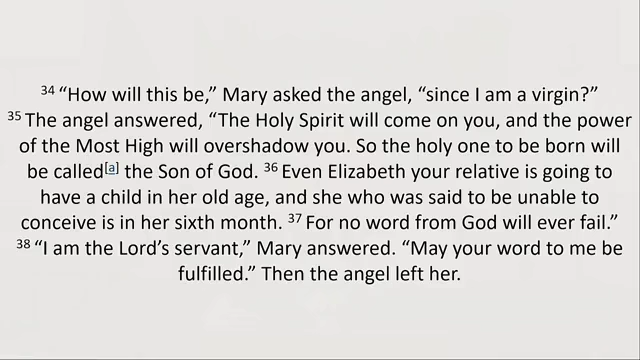 34 “How will this be,” Mary asked the angel, “since I am a virgin?”
35 The angel answered, “The Holy Spirit will come on you, and the power
of the Most High will overshadow you. So the holy one to be born will
be called[a] the Son of God. 36 Even Elizabeth your relative is going to
have a child in her old age, and she who was said to be unable to
conceive is in her sixth month. 37 For no word from God will ever fail.”
38 “I am the Lord’s servant,” Mary answered. “May your word to me be
fulfilled.” Then the angel left her.